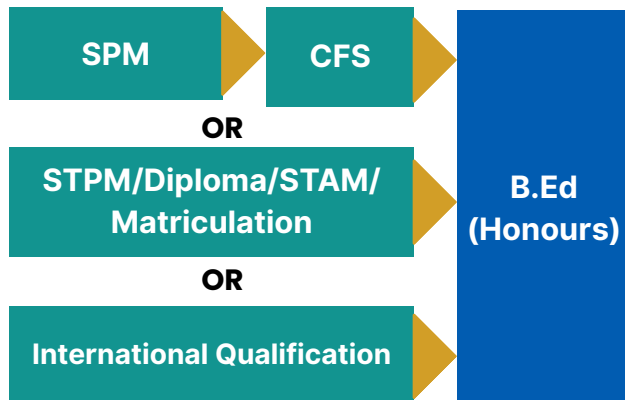 SPM
CFS
OR
STPM/Diploma/STAM/
Matriculation
OR
International Qualification
B.Ed
(Honours)